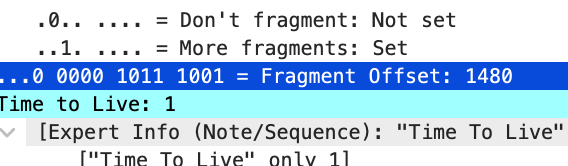 .0.. .... = Don't fragment: Not set
..1. .... = More fragments: Set
...0 0000 1011 1001 = Fragment Offset: 1480
Time to Live: 1
[Expert Info (Note/Sequence): "Time To Live"
["Time To Live" only 1]